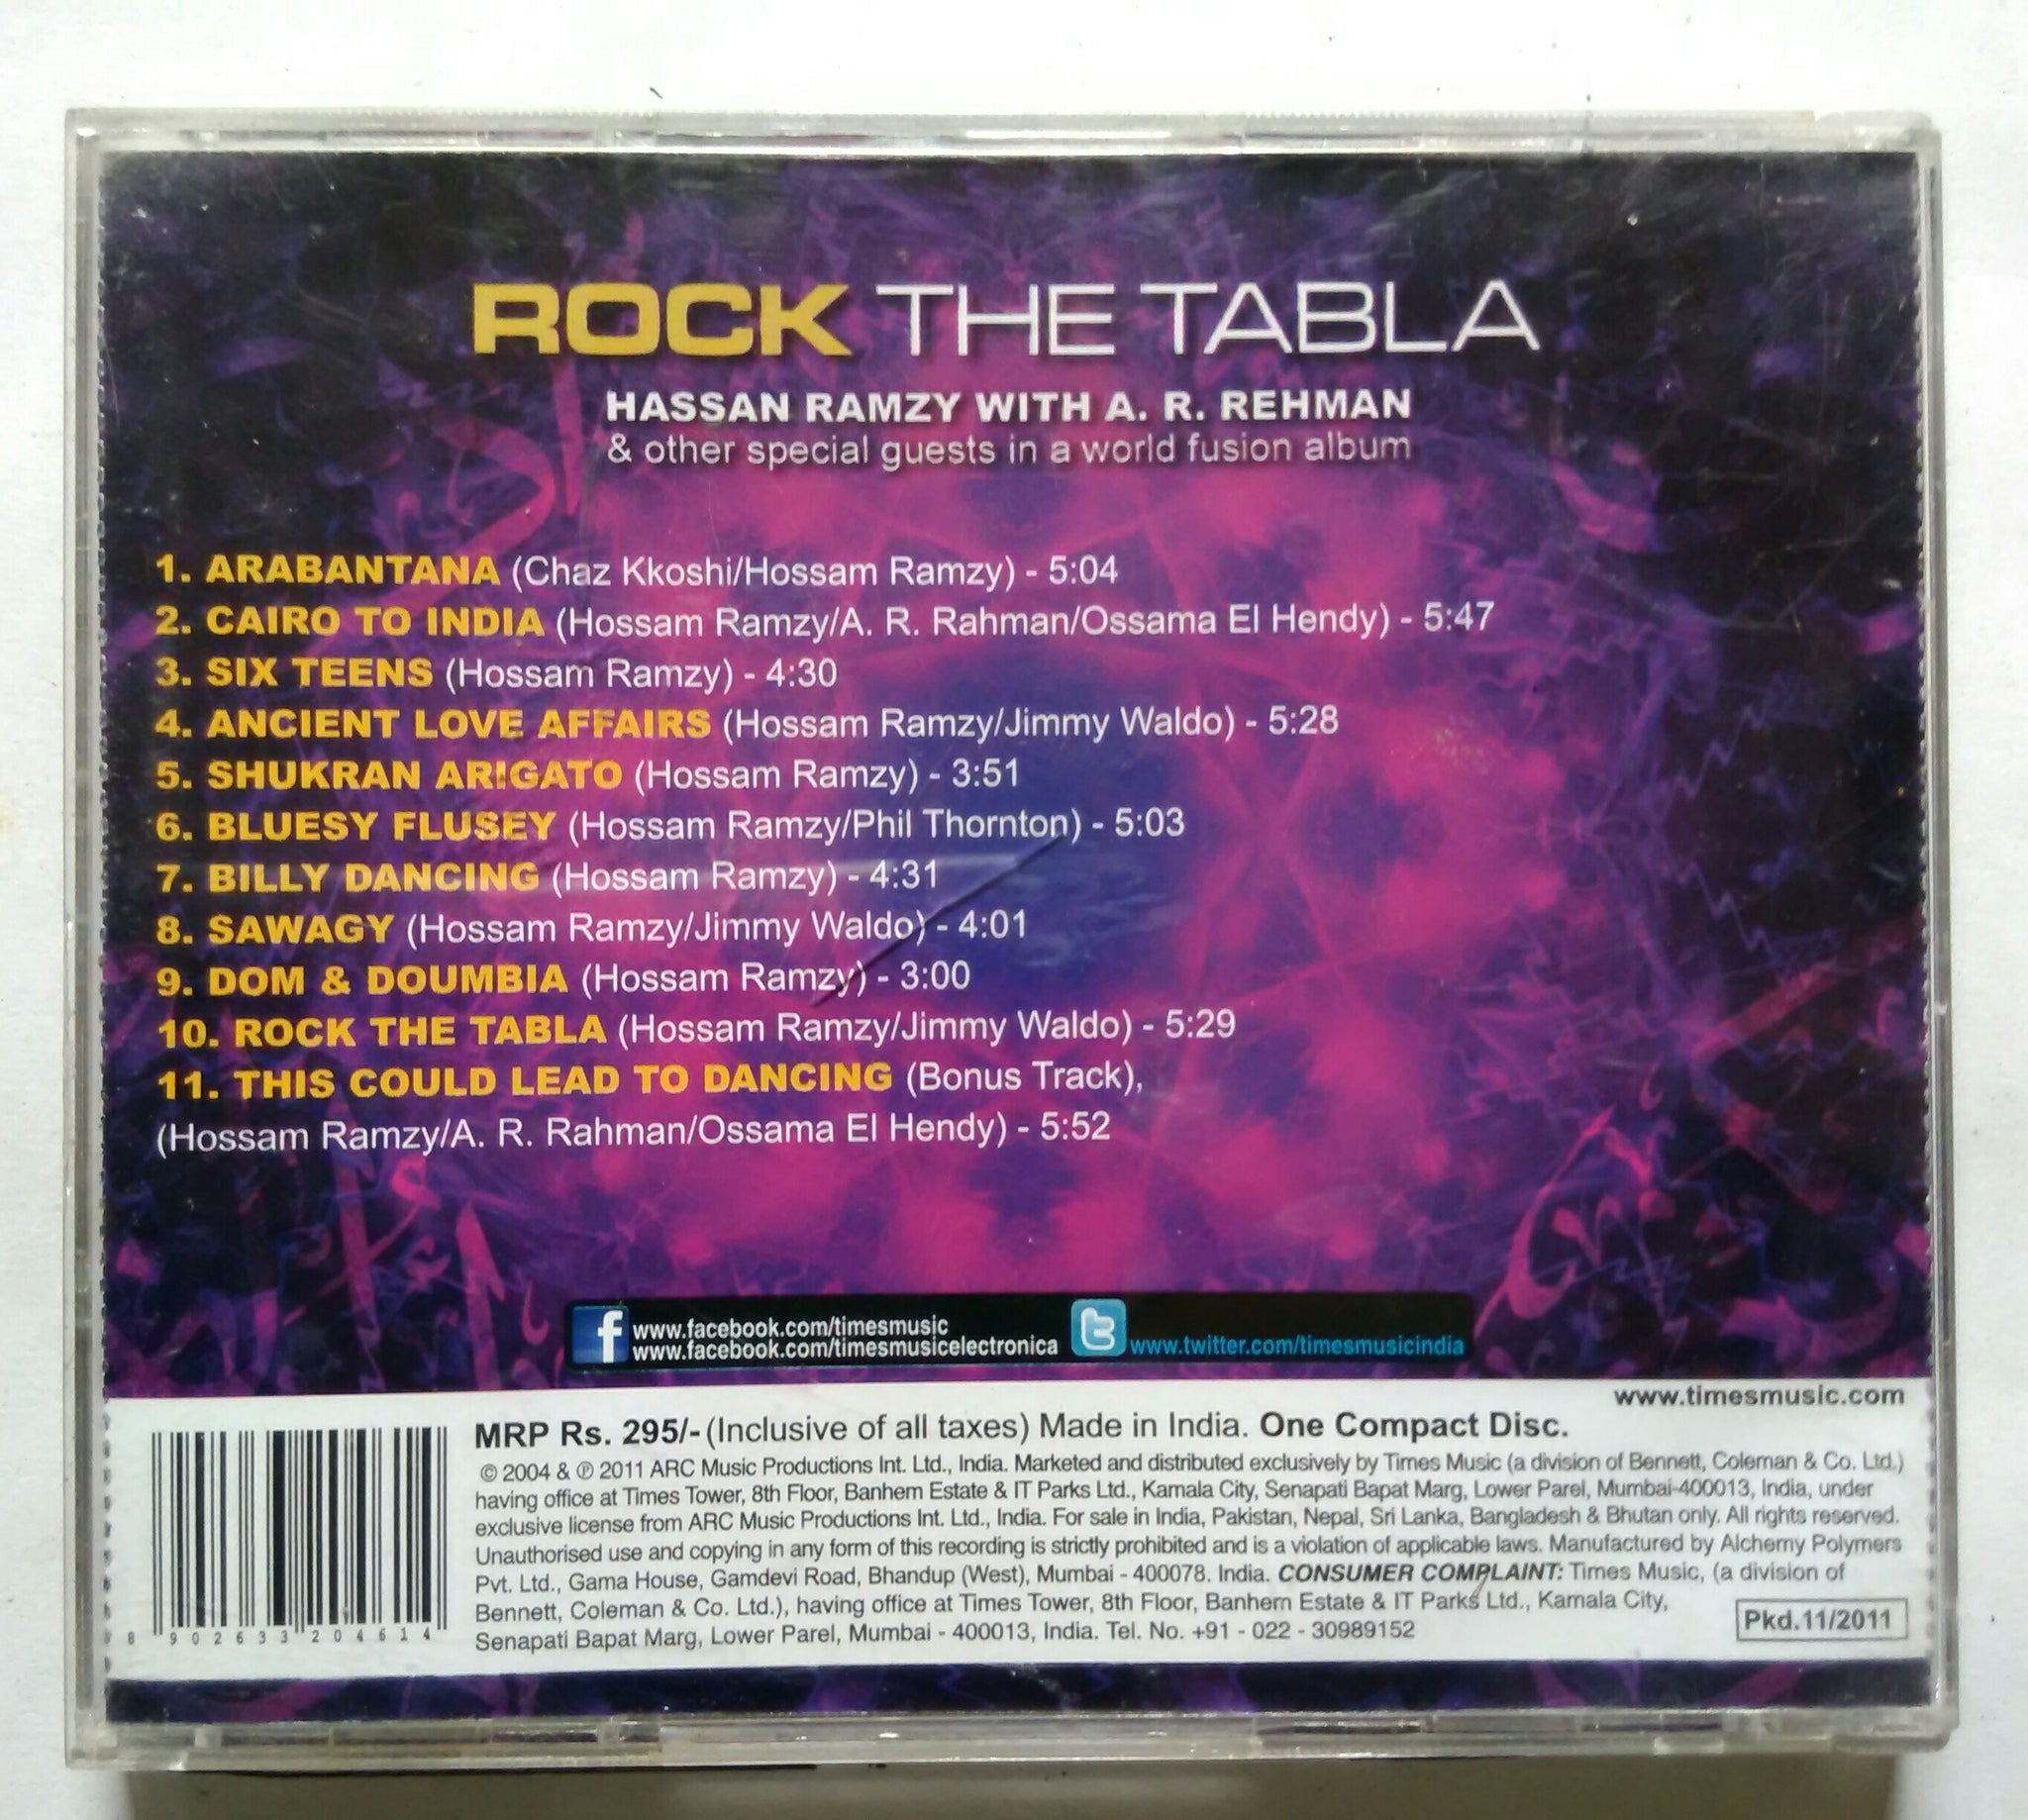 ROCK THE TABLA
HASSAN RAMZY WITH A. R. REHMAN
& other special guests in a world fusion album
1. ARABANTANA (Chaz Kkoshi/Hossam Ramzy) - 5:04
2. CAIRO TO INDIA (Hossam Ramzy/A. R. Rahman/Ossama El Hendy) - 5:47
3. SIX TEENS (Hossam Ramzy) - 4:30
4. ANCIENT LOVE AFFAIRS (Hossam Ramzy/Jimmy Waldo) - 5:28
5. SHUKRAN ARIGATO (Hossam Ramzy) - 3:51
6. BLUESY FLUSEY (Hossam Ramzy/Phil Thornton) - 5:03
7. BILLY DANCING (Hossam Ramzy) - 4:31
8. SAWAGY (Hossam Ramzy/Jimmy Waldo) - 4:01
9. DOM & DOUMBIA (Hossam Ramzy) - 3:00
10. ROCK THE TABLA (Hossam Ramzy/Jimmy Waldo) - 5:29
11. THIS COULD LEAD TO DANCING (Bonus Track),
(Hossam Ramzy/A. R. Rahman/Ossama El Hendy) - 5:52
www.facebook.com/timesmusic
www.facebook.com/timesmusicelectronica
www.twitter.com/timesmusicindia
www.timesmusic.com
MRP Rs. 295/- (Inclusive of all taxes) Made in India. One Compact Disc.
© 2004 & ℗ 2011 ARC Music Productions Int. Ltd., India. Marketed and distributed exclusively by Times Music (a division of Bennett, Coleman & Co. Ltd.)
having office at Times Tower, 8th Floor, Banhem Estate & IT Parks Ltd., Kamala City, Senapati Bapat Marg, Lower Parel, Mumbai-400013, India, under
exclusive license from ARC Music Productions Int. Ltd., India. For sale in India, Pakistan, Nepal, Sri Lanka, Bangladesh & Bhutan only. All rights reserved.
Unauthorised use and copying in any form of this recording is strictly prohibited and is a violation of applicable laws. Manufactured by Alchemy Polymers
Pvt. Ltd., Gama House, Gamdevi Road, Bhandup (West), Mumbai - 400078. India. CONSUMER COMPLAINT: Times Music, (a division of
Bennett, Coleman & Co. Ltd.), having office at Times Tower, 8th Floor, Banhem Estate & IT Parks Ltd., Kamala City,
Senapati Bapat Marg, Lower Parel, Mumbai - 400013, India. Tel. No. +91 - 022 - 30989152
Pkd.11/2011
8 902633 204614